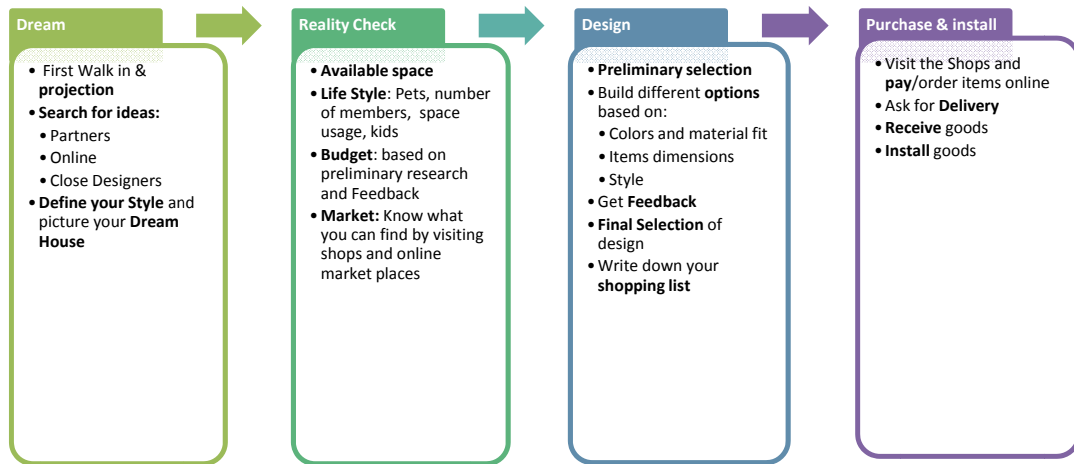 Dream
• First Walk in &
projection
• Search for ideas:
• Partners
• Online
• Close Designers
• Define your Style and
picture your Dream
House
Reality Check
• Available space
• Life Style: Pets, number
of members, space
usage, kids
• Budget: based on
preliminary research
and Feedback
• Market: Know what
you can find by visiting
shops and online
market places
Design
• Preliminary selection
• Build different options
based on:
• Colors and material fit
• Items dimensions
• Style
• Get Feedback
• Final Selection of
design
• Write down your
shopping list
Purchase & install
• Visit the Shops and
pay/order items online
• Ask for Delivery
• Receive goods
• Install goods